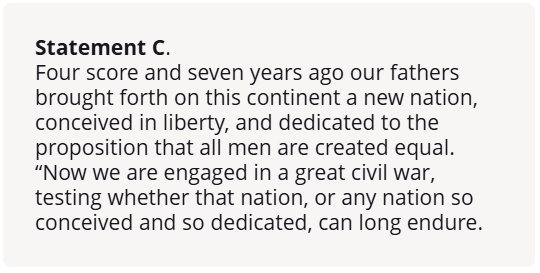 Statement C.
Four score and seven years ago our fathers
brought forth on this continent a new nation,
conceived in liberty, and dedicated to the
proposition that all men are created equal.
“Now we are engaged in a great civil war,
testing whether that nation, or any nation so
conceived and so dedicated, can long endure.